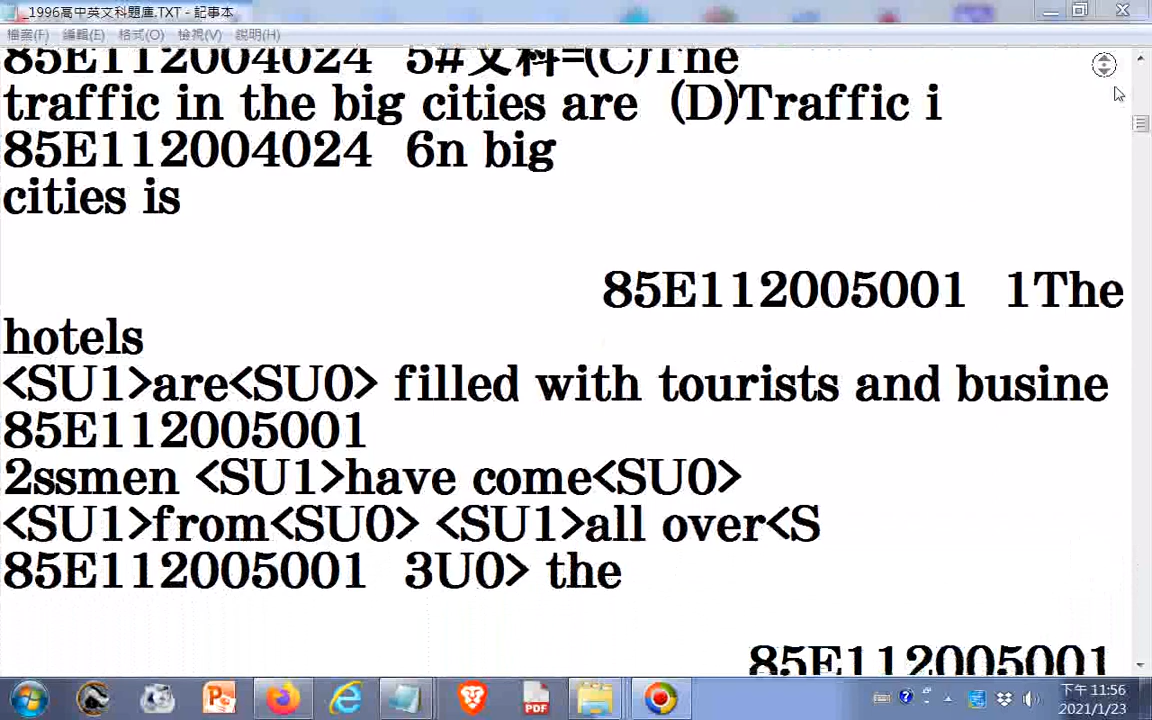 _1996高中英文科題庫.TXT - 記事本
檔案(F) 編輯(E) 格式(O) 檢視(V) 說明(H)
85E112004024 5#文科=(C)The
traffic in the big cities are (D)Traffic i
85E112004024 6n big
cities is
85E112005001 1The
hotels
<SU1>are<SU0> filled with tourists and busine
85E112005001
2ssmen <SU1>have come<SU0>
<SU1>from<SU0> <SU1>all over<S
85E112005001 3U0> the
85E112005001
PDF
下午 11:56
2021/1/23